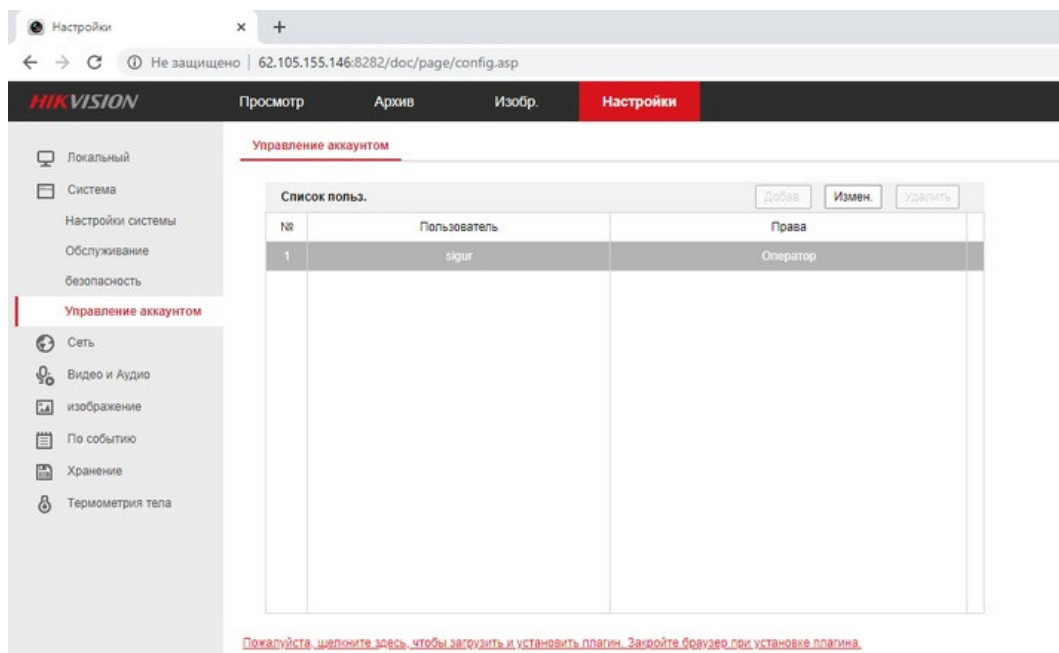 Настройки
Не защищено | 62.105.155.146:8282/doc/page/config.asp
HIKVISION Просмотр Архив Изобр. Настройки
Управление аккаунтом
Локальный
Система
Список польз. Добав. Измен. Удалить
Настройки системы
№ Пользователь Права
Обслуживание
1 sigur Оператор
безопасность
Управление аккаунтом
Сеть
Видео и Аудио
изображение
По событию
Хранение
Термометрия тела
Пожалуйста, щелкните здесь, чтобы загрузить и установить плагин. Закройте браузер при установке плагина.